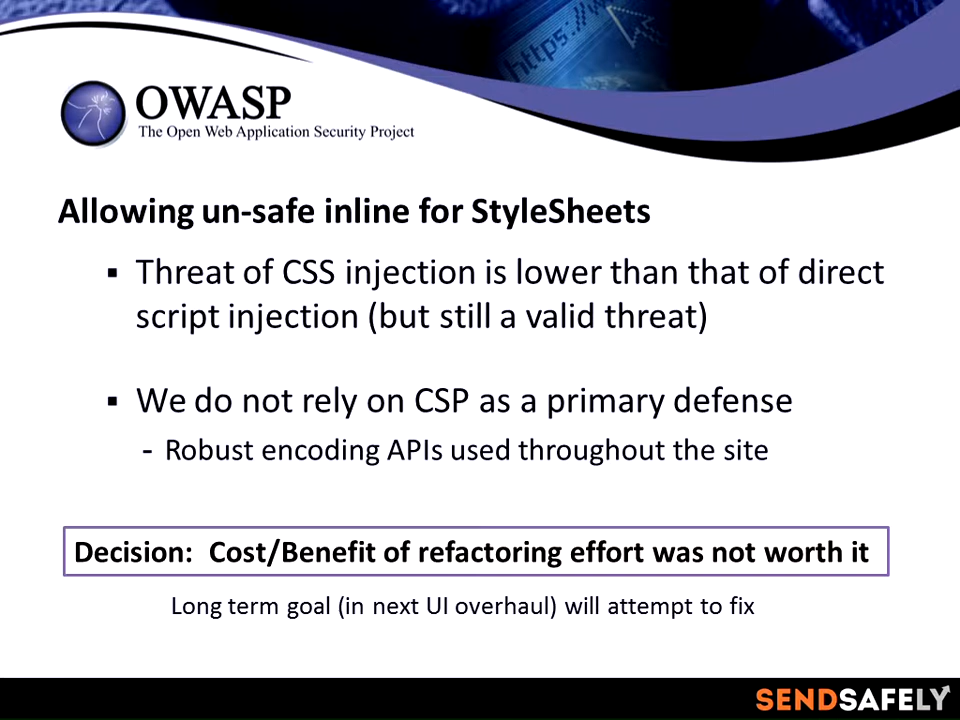 https://w
OWASP
The Open Web Application Security Project
Allowing un-safe inline for StyleSheets
▪ Threat of CSS injection is lower than that of direct
script injection (but still a valid threat)
▪ We do not rely on CSP as a primary defense
- Robust encoding APIs used throughout the site
Decision: Cost/Benefit of refactoring effort was not worth it
Long term goal (in next UI overhaul) will attempt to fix
SENDSAFELY